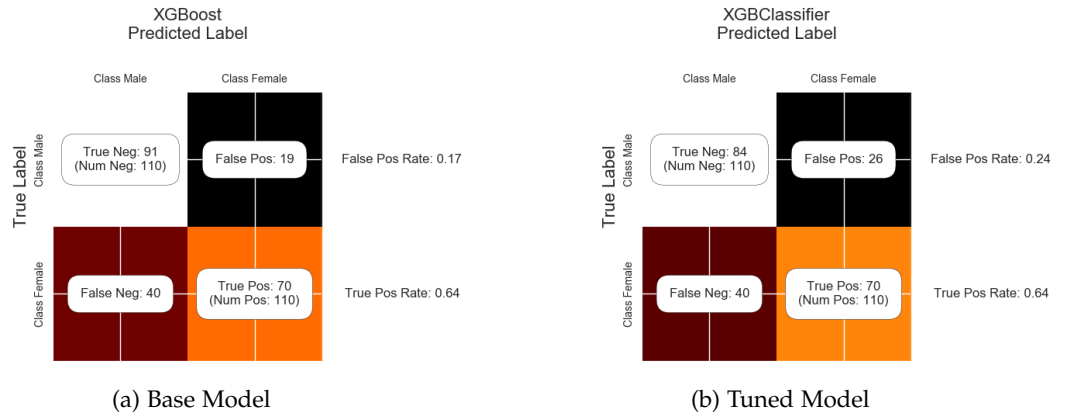 XGBoost
Predicted Label
Class Male
Class Female
True Label
Class Male
True Neg: 91
(Num Neg: 110)
False Pos: 19
False Pos Rate: 0.17
Class Female
False Neg: 40
True Pos: 70
(Num Pos: 110)
True Pos Rate: 0.64
(a) Base Model
XGBClassifier
Predicted Label
Class Male
Class Female
True Label
Class Male
True Neg: 84
(Num Neg: 110)
False Pos: 26
False Pos Rate: 0.24
Class Female
False Neg: 40
True Pos: 70
(Num Pos: 110)
True Pos Rate: 0.64
(b) Tuned Model